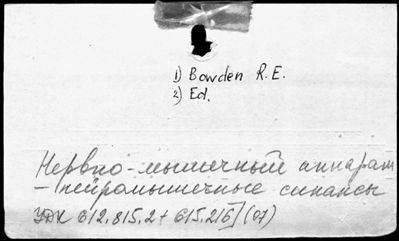 1) Bowden R. E.
2) Ed.
Нервно-мышечный аппарат
- нейромышечные синапсы
УДК 612.815.2+615.216](07)